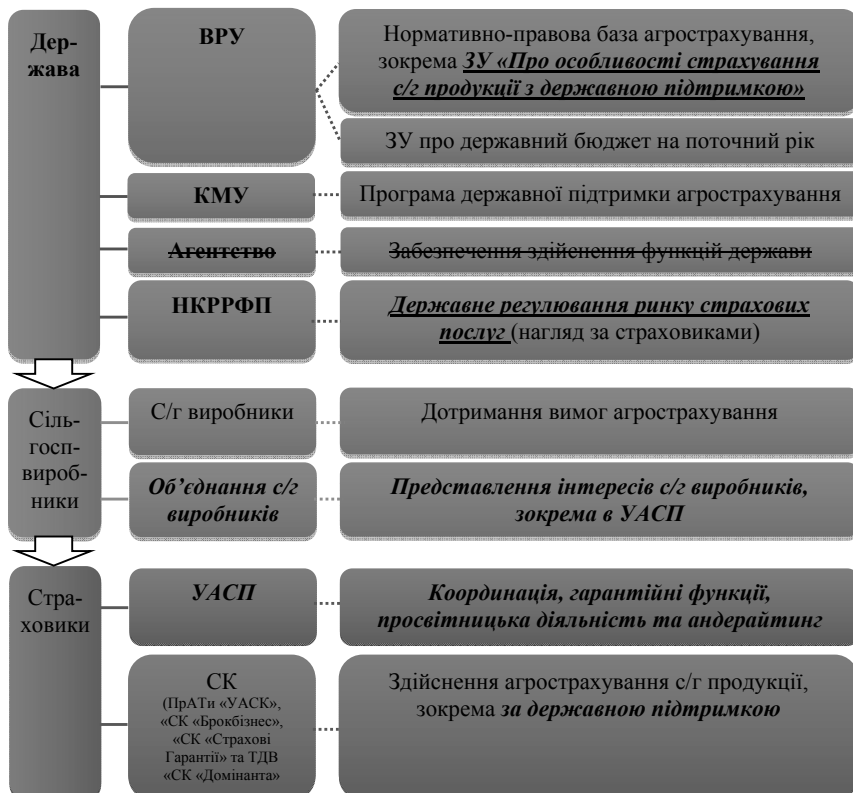 Дер-
жава
ВРУ
Нормативно-правова база агрострахування,
зокрема ЗУ «Про особливості страхування
с/г продукції з державною підтримкою»
ЗУ про державний бюджет на поточний рік
КМУ
Програма державної підтримки агрострахування
Агентство
Забезпечення здійснення функцій держави
НКРРФП
Державне регулювання ринку страхових
послуг (нагляд за страховиками)
Сіль-
госп-
вироб-
ники
С/г виробники
Дотримання вимог агрострахування
Об’єднання с/г
виробників
Представлення інтересів с/г виробників,
зокрема в УАСП
Стра-
ховики
УАСП
Координація, гарантійні функції,
просвітницька діяльність та андерайтинг
СК
(ПрАТи «УАСК»,
«СК «Брокбізнес»,
«СК «Страхові
Гарантії» та ТДВ
«СК «Домінанта»
Здійснення агрострахування с/г продукції,
зокрема за державною підтримкою